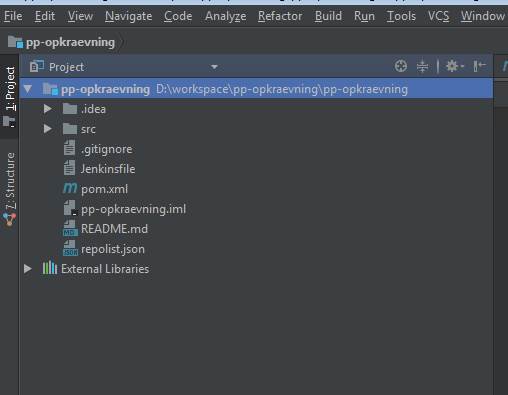 File Edit View Navigate Code Analyze Refactor Build Run Tools VCS Window
pp-opkraevning
1: Project
Project
pp-opkraevning D:\workspace\pp-opkraevning\pp-opkraevning
.idea
src
.gitignore
Jenkinsfile
pom.xml
pp-opkraevning.iml
README.md
repolist.json
External Libraries
7: Structure